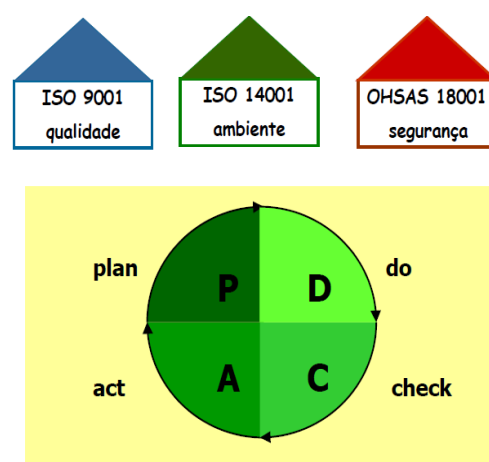 ISO 9001
qualidade
ISO 14001
ambiente
OHSAS 18001
segurança
plan
P
D
do
act
A
C
check